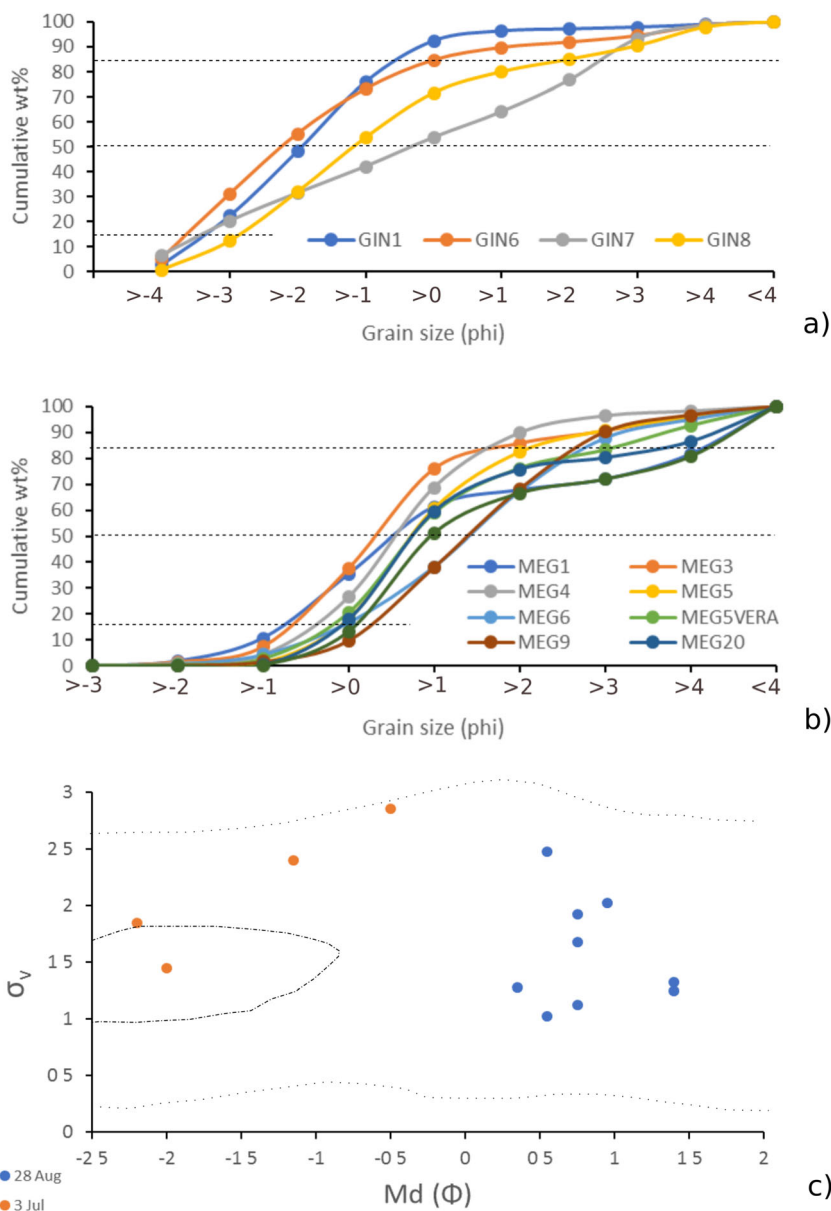 100
90
80
70
60
50
40
30
20
10
0
Cumulative wt%
GIN1 GIN6 GIN7 GIN8
>-4 >-3 >-2 >-1 >0 >1 >2 >3 >4 <4
Grain size (phi)
a)
100
90
80
70
60
50
40
30
20
10
0
Cumulative wt%
MEG1 MEG3
MEG4 MEG5
MEG6 MEG5VERA
MEG9 MEG20
>-3 >-2 >-1 >0 >1 >2 >3 >4 <4
Grain size (phi)
b)
3
2 5
2
1 5
1
0 5
0
σv
-2 5 -2 -1 5 -1 -0 5 0 0 5 1 1 5 2
28 Aug
3 Jul
Md (Φ)
c)